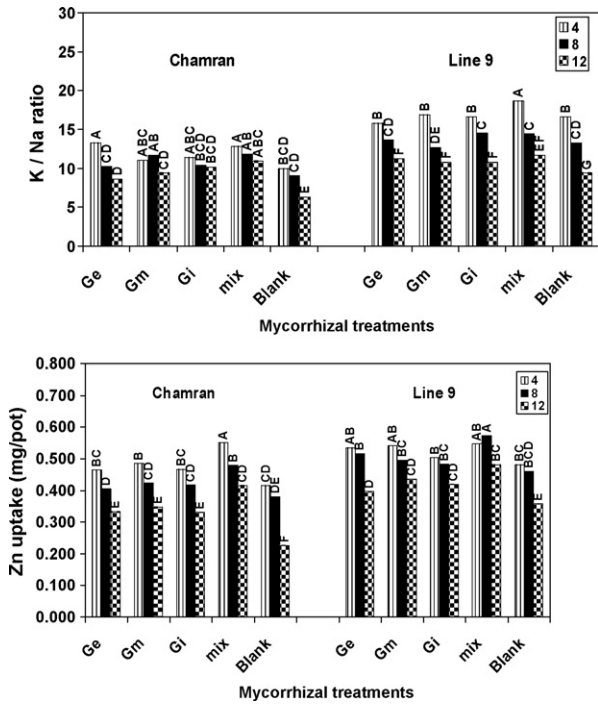 30
25
20
15
10
5
0
K / Na ratio
Chamran
Line 9
4
8
12
A
CD
D
ABC
AB
CD
ABC
BCD
BCD
A
AB
ABC
BCD
CD
E
B
CD
F
B
DE
F
B
C
F
A
C
EF
B
CD
G
Ge
Gm
Gi
mix
Blank
Ge
Gm
Gi
mix
Blank
Mycorrhizal treatments
0.800
0.700
0.600
0.500
0.400
0.300
0.200
0.100
0.000
Zn uptake (mg/pot)
Chamran
Line 9
4
8
12
BC
D
E
B
CD
E
BC
CD
E
A
B
CD
CD
DE
F
AB
B
D
AB
BC
CD
B
BC
CD
AB
A
BC
BC
BCD
E
Ge
Gm
Gi
mix
Blank
Ge
Gm
Gi
mix
Blank
Mycorrhizal treatments